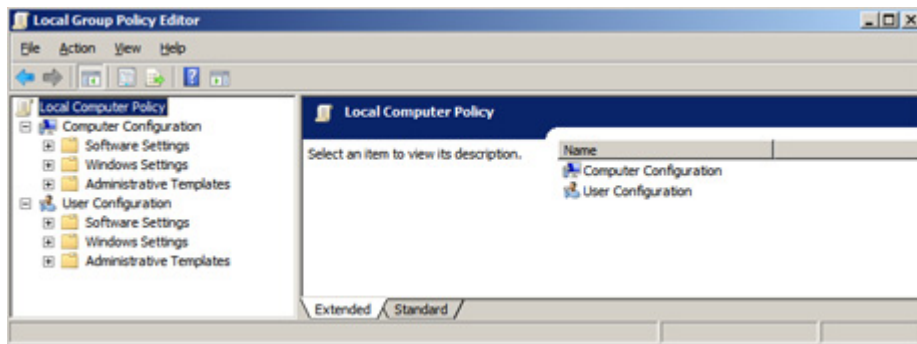 Local Group Policy Editor
File Action View Help
Local Computer Policy
Computer Configuration
Software Settings
Windows Settings
Administrative Templates
User Configuration
Software Settings
Windows Settings
Administrative Templates
Local Computer Policy
Select an item to view its description.
Name
Computer Configuration
User Configuration
Extended Standard